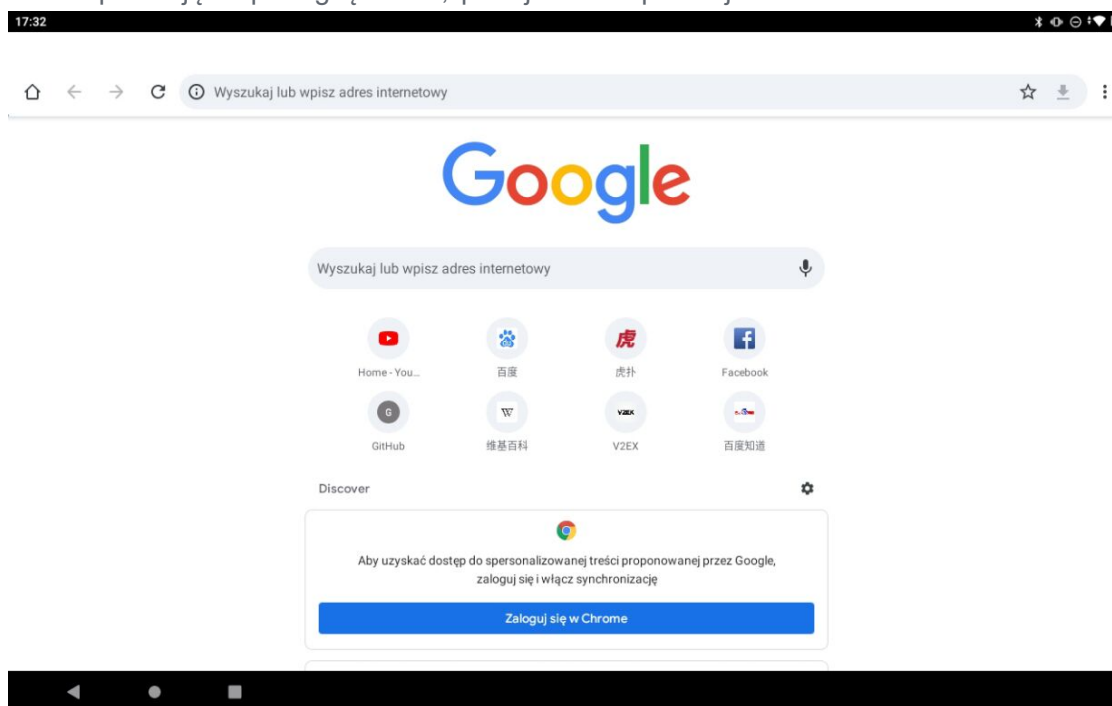 17:32
Wyszukaj lub wpisz adres internetowy
Google
Wyszukaj lub wpisz adres internetowy
Home - You...
百度
虎扑
Facebook
GitHub
维基百科
V2EX
百度知道
Discover
Aby uzyskać dostęp do spersonalizowanej treści proponowanej przez Google,
zaloguj się i włącz synchronizację
Zaloguj się w Chrome